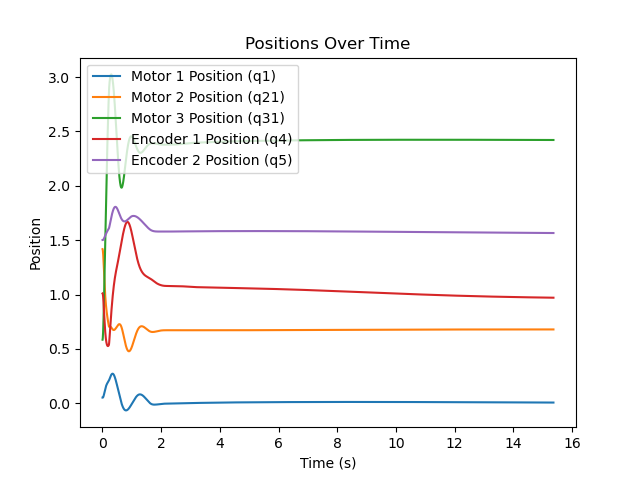 Positions Over Time
Motor 1 Position (q1)
Motor 2 Position (q21)
Motor 3 Position (q31)
Encoder 1 Position (q4)
Encoder 2 Position (q5)
3.0
2.5
2.0
1.5
1.0
0.5
0.0
Position
0 2 4 6 8 10 12 14 16
Time (s)